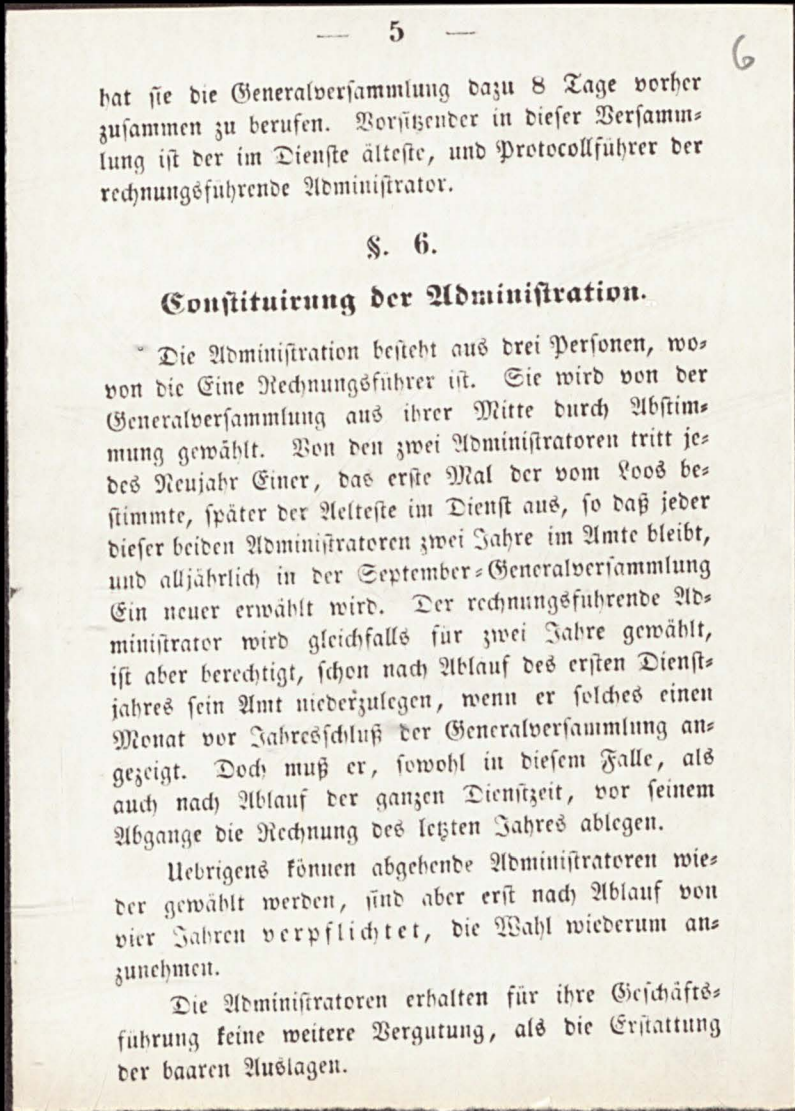 — 5 —
6
hat sie die Generalversammlung dazu 8 Tage vorher
zusammen zu berufen. Vorsitzender in dieser Versamm-
lung ist der im Dienste älteste, und Protocollführer der
rechnungsführende Administrator.
§. 6.
Constituirung der Administration.
Die Administration besteht aus drei Personen, wo-
von die Eine Rechnungsführer ist. Sie wird von der
Generalversammlung aus ihrer Mitte durch Abstim-
mung gewählt. Von den zwei Administratoren tritt je-
des Neujahr Einer, das erste Mal der vom Loos be-
stimmte, später der Aelteste im Dienst aus, so daß jeder
dieser beiden Administratoren zwei Jahre im Amte bleibt,
und alljährlich in der September-Generalversammlung
Ein neuer erwählt wird. Der rechnungsführende Ad-
ministrator wird gleichfalls für zwei Jahre gewählt,
ist aber berechtigt, schon nach Ablauf des ersten Dienst-
jahres sein Amt niederzulegen, wenn er solches einen
Monat vor Jahresschluß der Generalversammlung an-
gezeigt. Doch muß er, sowohl in diesem Falle, als
auch nach Ablauf der ganzen Dienstzeit, vor seinem
Abgange die Rechnung des letzten Jahres ablegen.
Uebrigens können abgehende Administratoren wie-
der gewählt werden, sind aber erst nach Ablauf von
vier Jahren verpflichtet, die Wahl wiederum an-
zunehmen.
Die Administratoren erhalten für ihre Geschäfts-
führung keine weitere Vergutung, als die Erstattung
der baaren Auslagen.